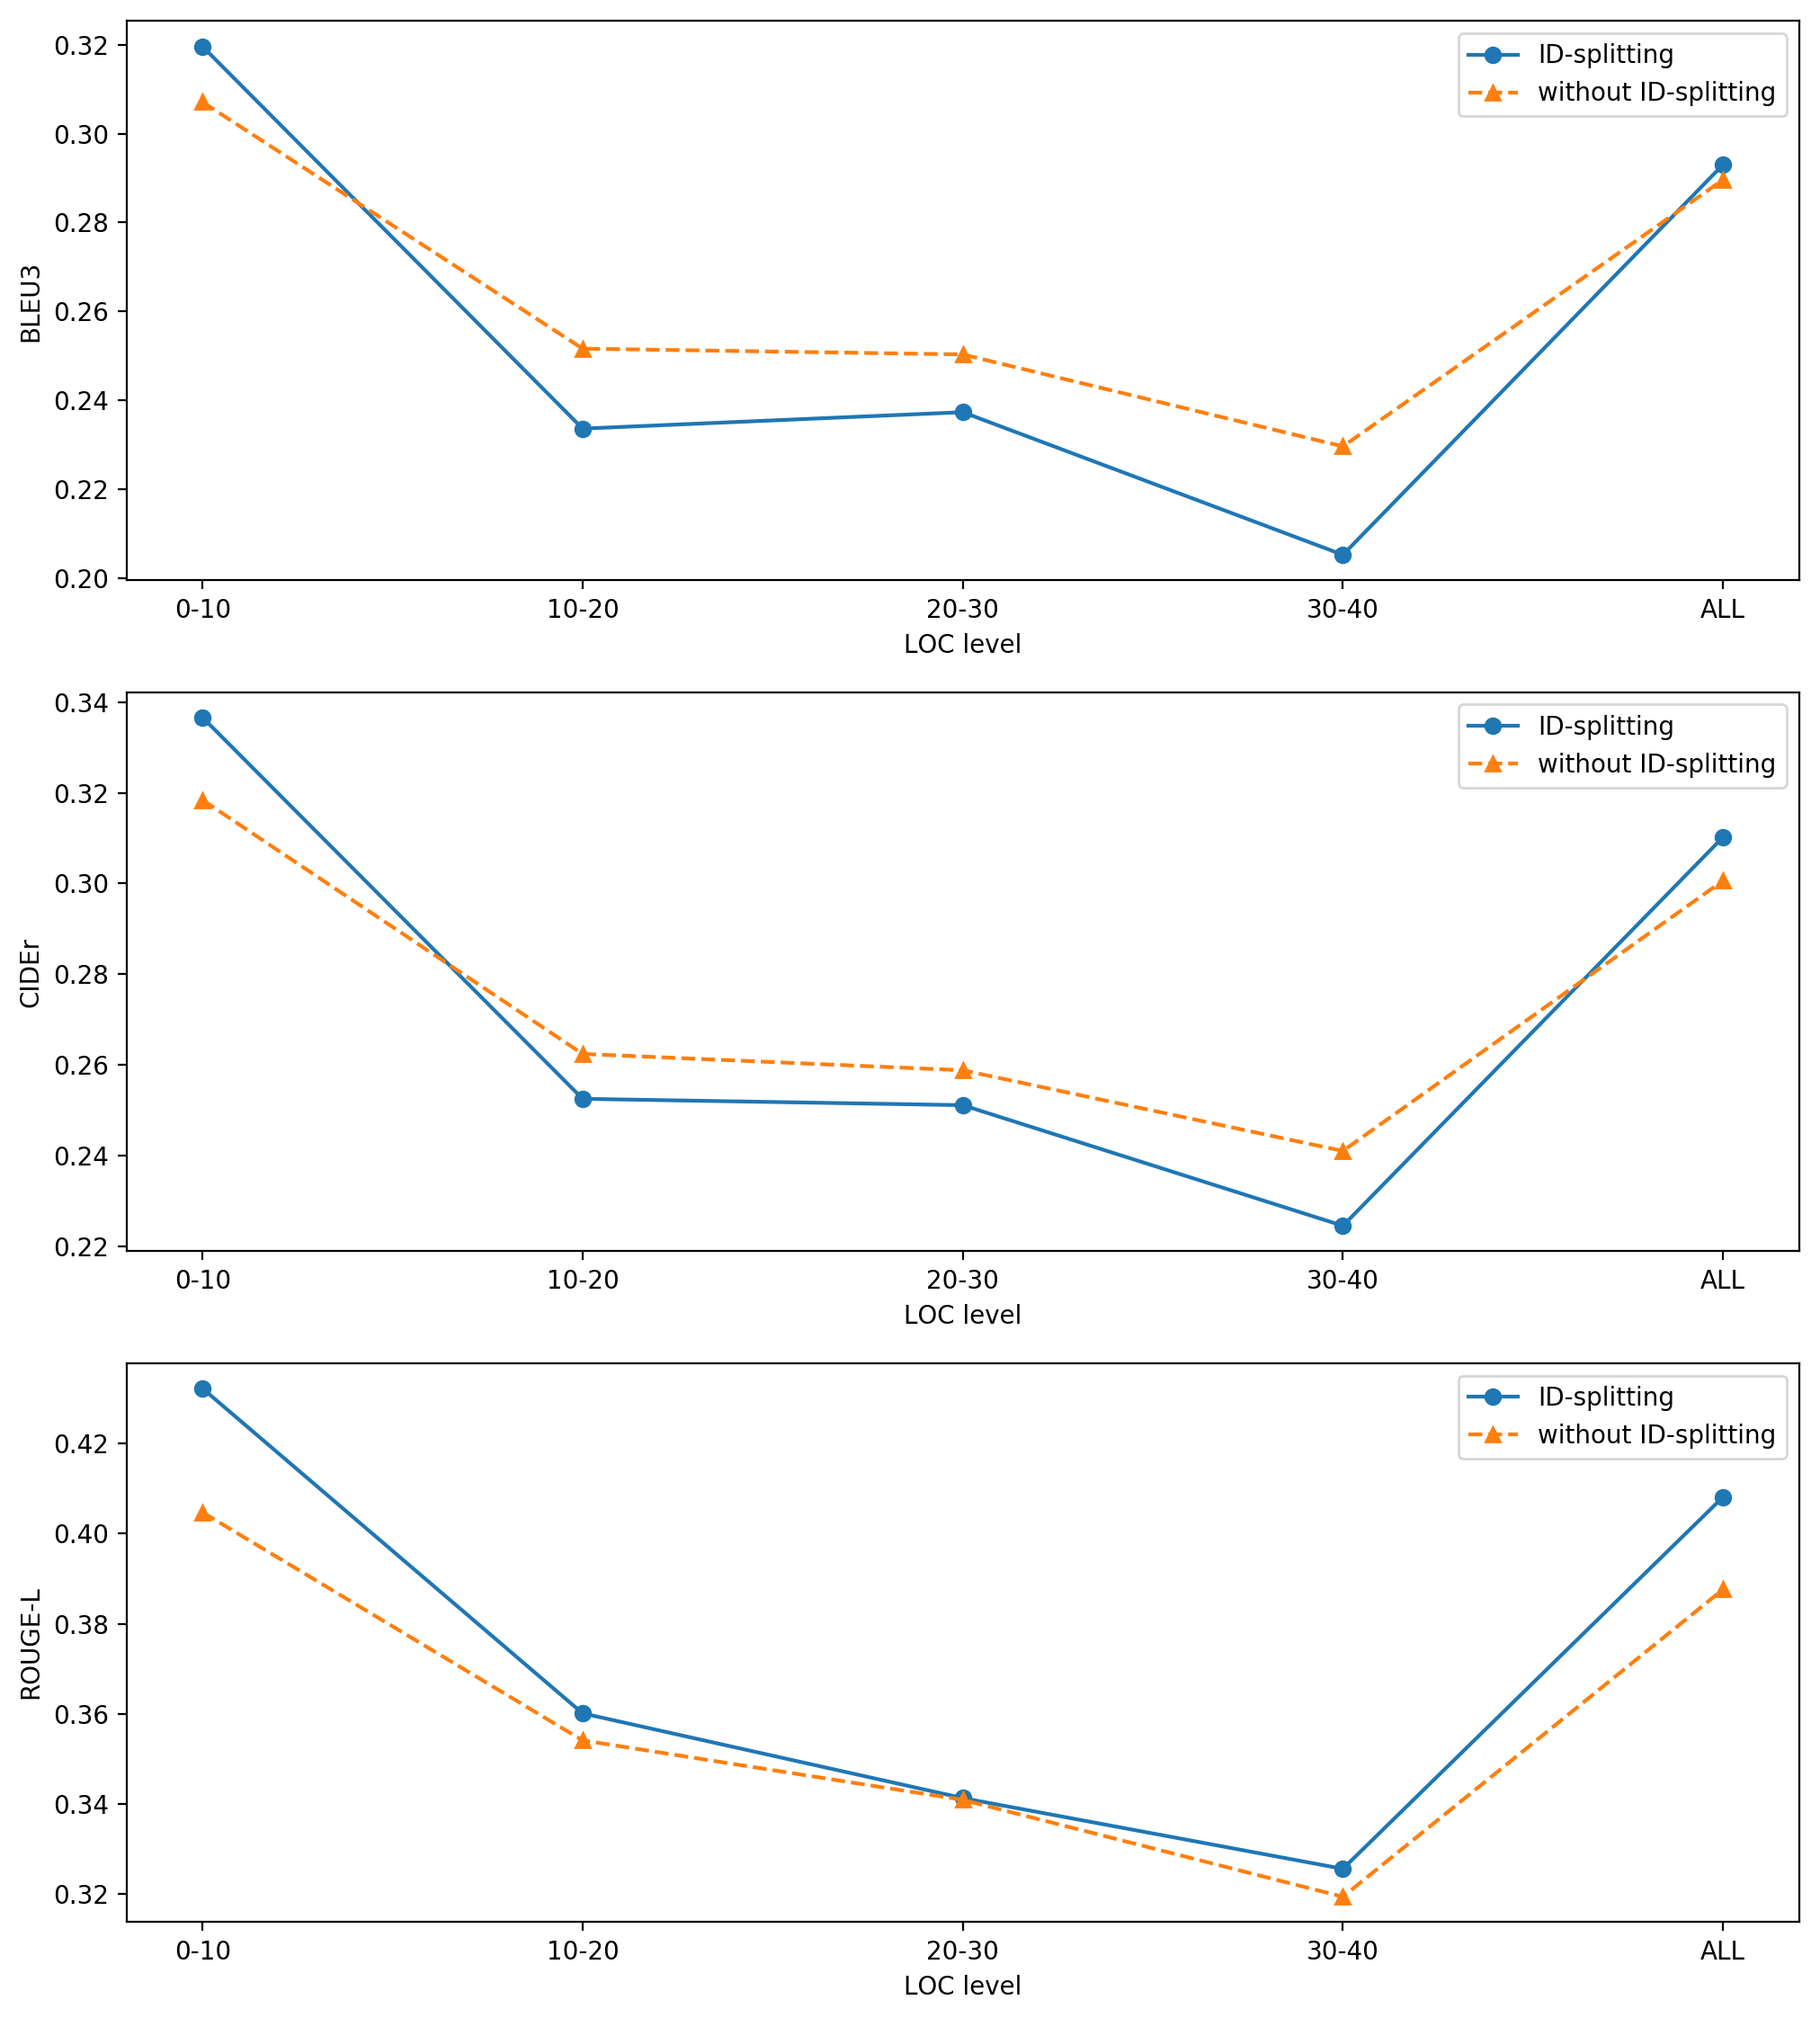 0.32
0.30
0.28
0.26
0.24
0.22
0.20
BLEU3
ID-splitting
without ID-splitting
0-10 10-20 20-30 30-40 ALL
LOC level
0.34
0.32
0.30
0.28
0.26
0.24
0.22
CIDEr
ID-splitting
without ID-splitting
0-10 10-20 20-30 30-40 ALL
LOC level
0.42
0.40
0.38
0.36
0.34
0.32
ROUGE-L
ID-splitting
without ID-splitting
0-10 10-20 20-30 30-40 ALL
LOC level